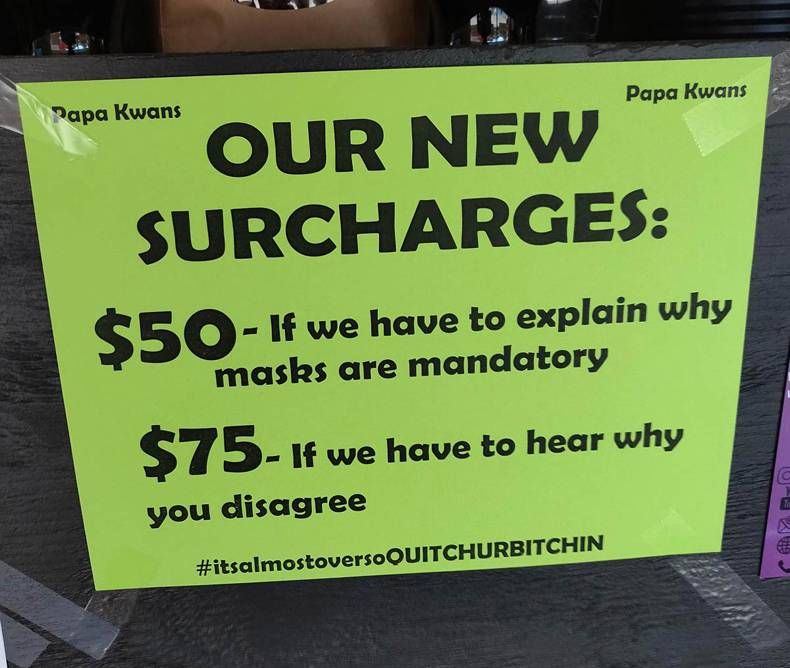 Papa Kwans
Papa Kwans
OUR NEW
SURCHARGES:
$50- If we have to explain why
masks are mandatory
$75- If we have to hear why
you disagree
#itsalmostoversoQUITCHURBITCHIN